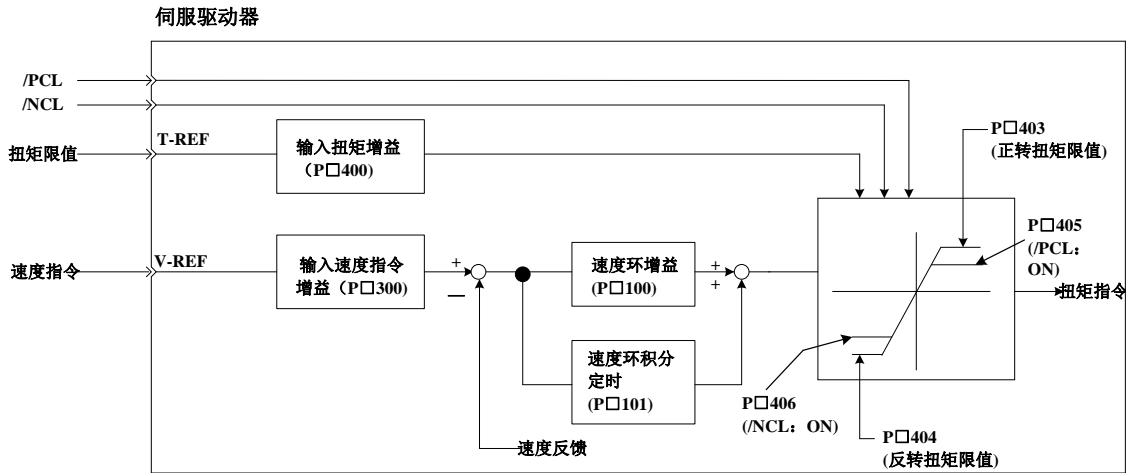 伺服驱动器
/PCL
/NCL
T-REF
扭矩限值
输入扭矩增益
（P□400）
P□403
(正转扭矩限值)
P□405
(/PCL：
ON)
V-REF
速度指令
输入速度指令
增益（P□300）
+
—
速度环增益
(P□100)
+
+
扭矩指令
速度环积分
定时
(P□101)
P□406
(/NCL：ON)
P□404
(反转扭矩限值)
速度反馈